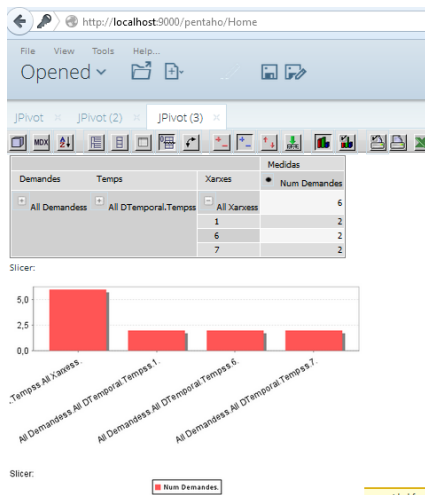 http://localhost:9000/pentaho/Home
File View Tools Help...
Opened
JPivot × JPivot (2) × JPivot (3) ×
MDX
Medidas
Demandes Temps Xarxes Num Demandes
All Demandess All DTemporal.Tempss All Xarxess 6
1 2
6 2
7 2
Slicer:
5,0
2,5
0,0
.Tempss.All Xarxess.
All Demandess.All DTemporal.Tempss.1.
All Demandess.All DTemporal.Tempss.6.
All Demandess.All DTemporal.Tempss.7.
Slicer:
Num Demandes.